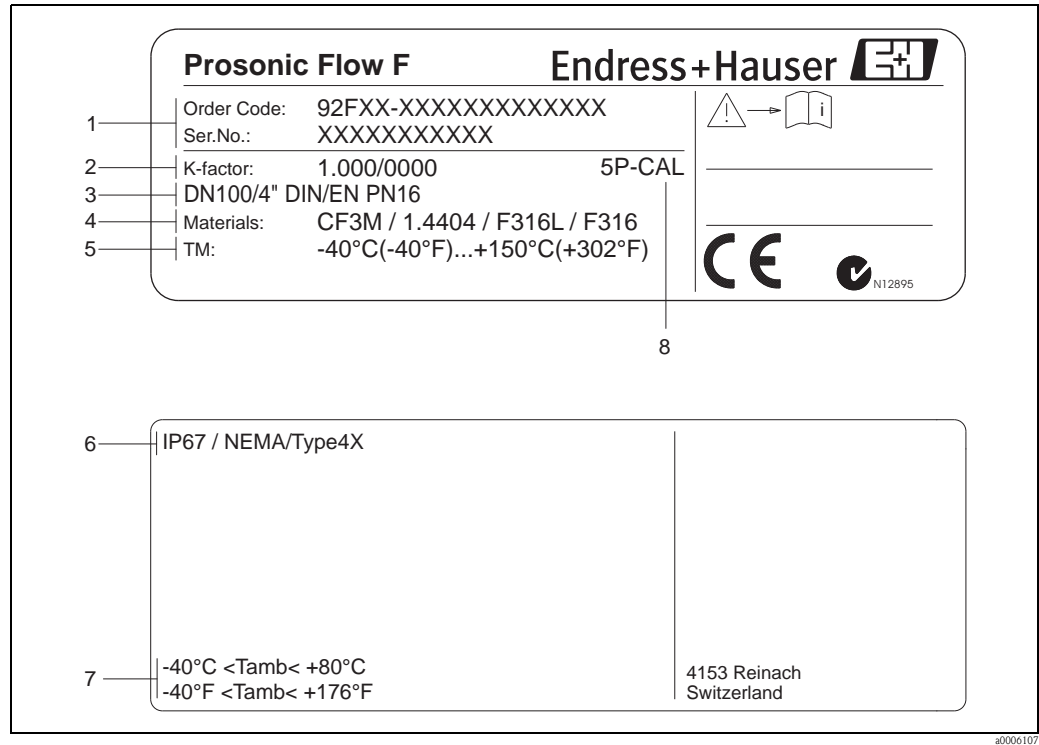 Prosonic Flow F Endress+Hauser
1 Order Code: 92FXX-XXXXXXXXXXXXX
Ser.No.: XXXXXXXXXXX
i
2 K-factor: 1.000/0000 5P-CAL
3 DN100/4" DIN/EN PN16
4 Materials: CF3M / 1.4404 / F316L / F316
5 TM: -40°C(-40°F)...+150°C(+302°F)
CE
N12895
8
6 IP67 / NEMA/Type4X
7 -40°C <Tamb< +80°C
-40°F <Tamb< +176°F
4153 Reinach
Switzerland
a0006107